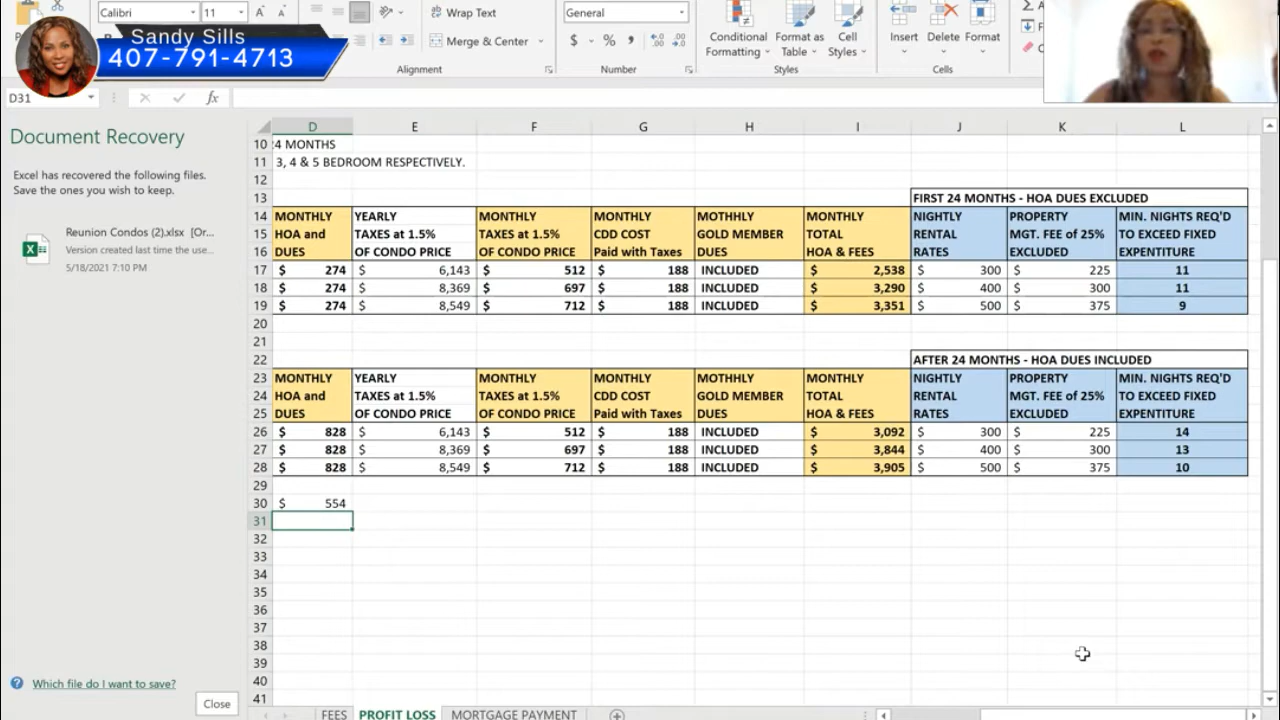 Sandy Sills
407-791-4713
Calibri 11
Wrap Text
Merge & Center
Alignment
General
$ % ,
Number
Conditional Formatting
Format as Table
Cell Styles
Styles
Insert Delete Format
Cells
D31 fx
Document Recovery
Excel has recovered the following files.
Save the ones you wish to keep.
Reunion Condos (2).xlsx [Or...
Version created last time the use...
5/18/2021 7:10 PM
Which file do I want to save?
Close
D E F G H I J K L
10 4 MONTHS
11 3, 4 & 5 BEDROOM RESPECTIVELY.
12
13 FIRST 24 MONTHS - HOA DUES EXCLUDED
14 MONTHLY YEARLY MONTHLY MONTHLY MOTHHLY MONTHLY NIGHTLY PROPERTY MIN. NIGHTS REQ'D
15 HOA and TAXES at 1.5% TAXES at 1.5% CDD COST GOLD MEMBER TOTAL RENTAL MGT. FEE of 25% TO EXCEED FIXED
16 DUES OF CONDO PRICE OF CONDO PRICE Paid with Taxes DUES HOA & FEES RATES EXCLUDED EXPENDITURE
17 $ 274 $ 6,143 $ 512 $ 188 INCLUDED $ 2,538 $ 300 $ 225 11
18 $ 274 $ 8,369 $ 697 $ 188 INCLUDED $ 3,290 $ 400 $ 300 11
19 $ 274 $ 8,549 $ 712 $ 188 INCLUDED $ 3,351 $ 500 $ 375 9
20
21
22 AFTER 24 MONTHS - HOA DUES INCLUDED
23 MONTHLY YEARLY MONTHLY MONTHLY MOTHHLY MONTHLY NIGHTLY PROPERTY MIN. NIGHTS REQ'D
24 HOA and TAXES at 1.5% TAXES at 1.5% CDD COST GOLD MEMBER TOTAL RENTAL MGT. FEE of 25% TO EXCEED FIXED
25 DUES OF CONDO PRICE OF CONDO PRICE Paid with Taxes DUES HOA & FEES RATES EXCLUDED EXPENDITURE
26 $ 828 $ 6,143 $ 512 $ 188 INCLUDED $ 3,092 $ 300 $ 225 14
27 $ 828 $ 8,369 $ 697 $ 188 INCLUDED $ 3,844 $ 400 $ 300 13
28 $ 828 $ 8,549 $ 712 $ 188 INCLUDED $ 3,905 $ 500 $ 375 10
29
30 $ 554
31
32
33
34
35
36
37
38
39
40
41
FEES PROFIT LOSS MORTGAGE PAYMENT